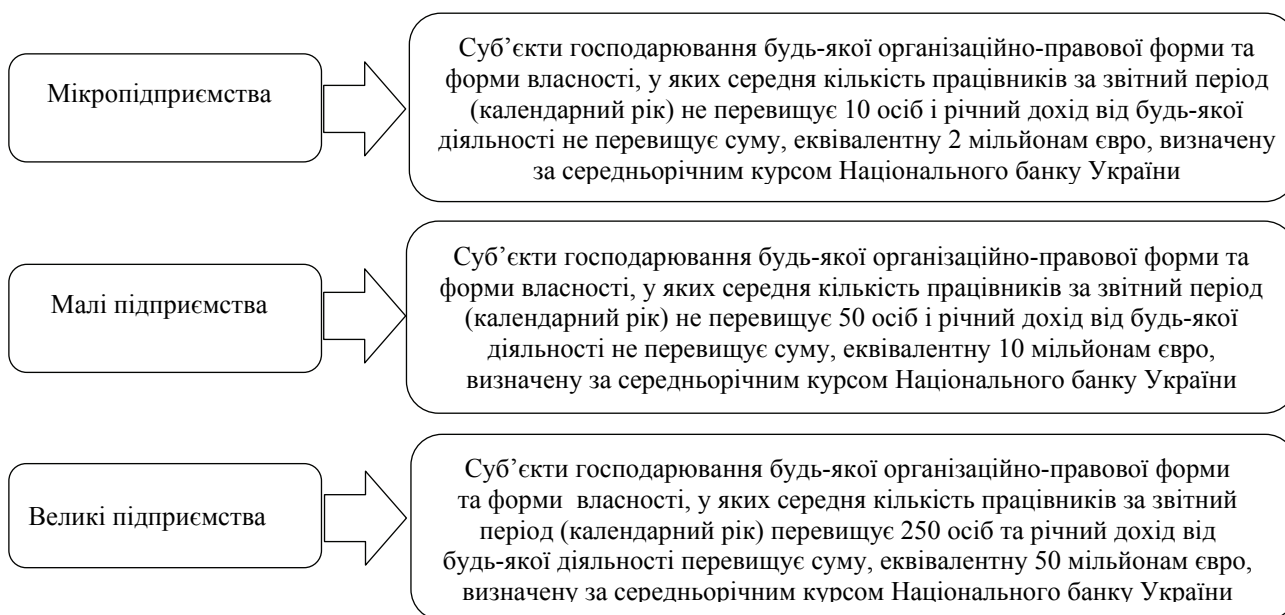 Мікропідприємства
Суб’єкти господарювання будь-якої організаційно-правової форми та
форми власності, у яких середня кількість працівників за звітний період
(календарний рік) не перевищує 10 осіб і річний дохід від будь-якої
діяльності не перевищує суму, еквівалентну 2 мільйонам євро, визначену
за середньорічним курсом Національного банку України
Малі підприємства
Суб’єкти господарювання будь-якої організаційно-правової форми та
форми власності, у яких середня кількість працівників за звітний період
(календарний рік) не перевищує 50 осіб і річний дохід від будь-якої
діяльності не перевищує суму, еквівалентну 10 мільйонам євро,
визначену за середньорічним курсом Національного банку України
Великі підприємства
Суб’єкти господарювання будь-якої організаційно-правової форми
та форми власності, у яких середня кількість працівників за звітний
період (календарний рік) перевищує 250 осіб та річний дохід від
будь-якої діяльності перевищує суму, еквівалентну 50 мільйонам євро,
визначену за середньорічним курсом Національного банку України